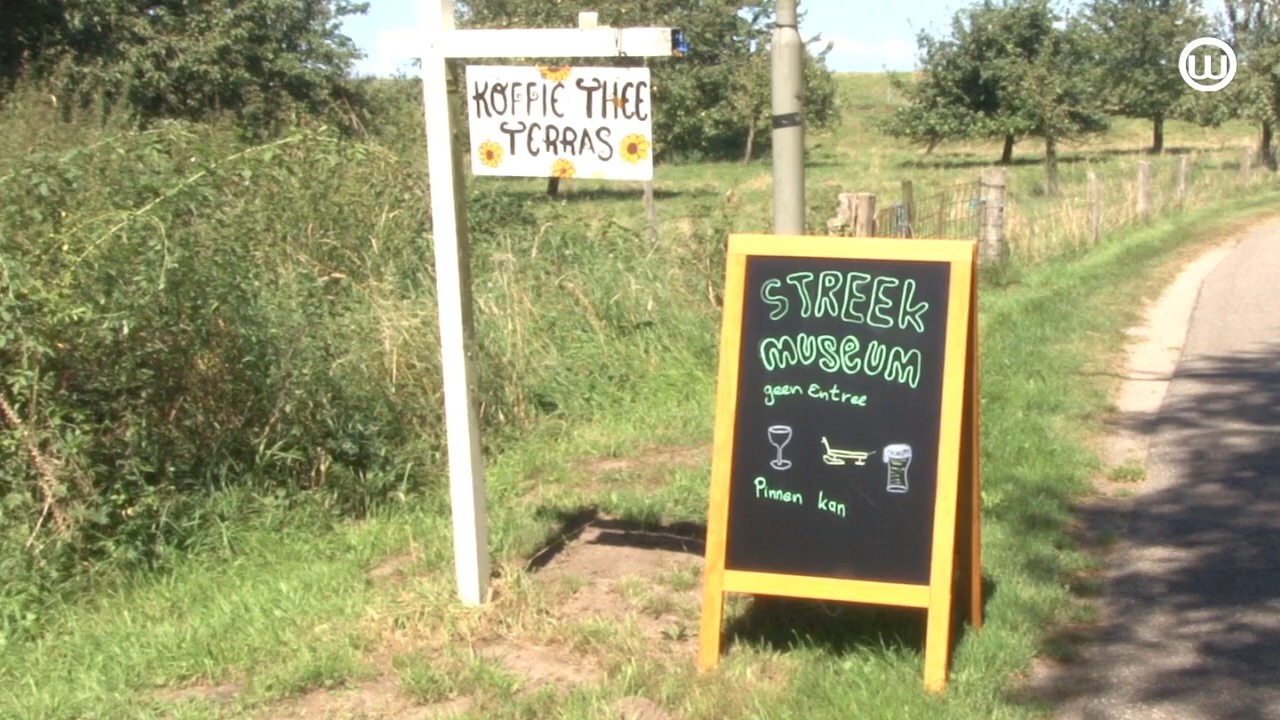 KOFFIE THEE
TERRAS
STREEK
MUSEUM
geen Entree
Pinnen kan
W